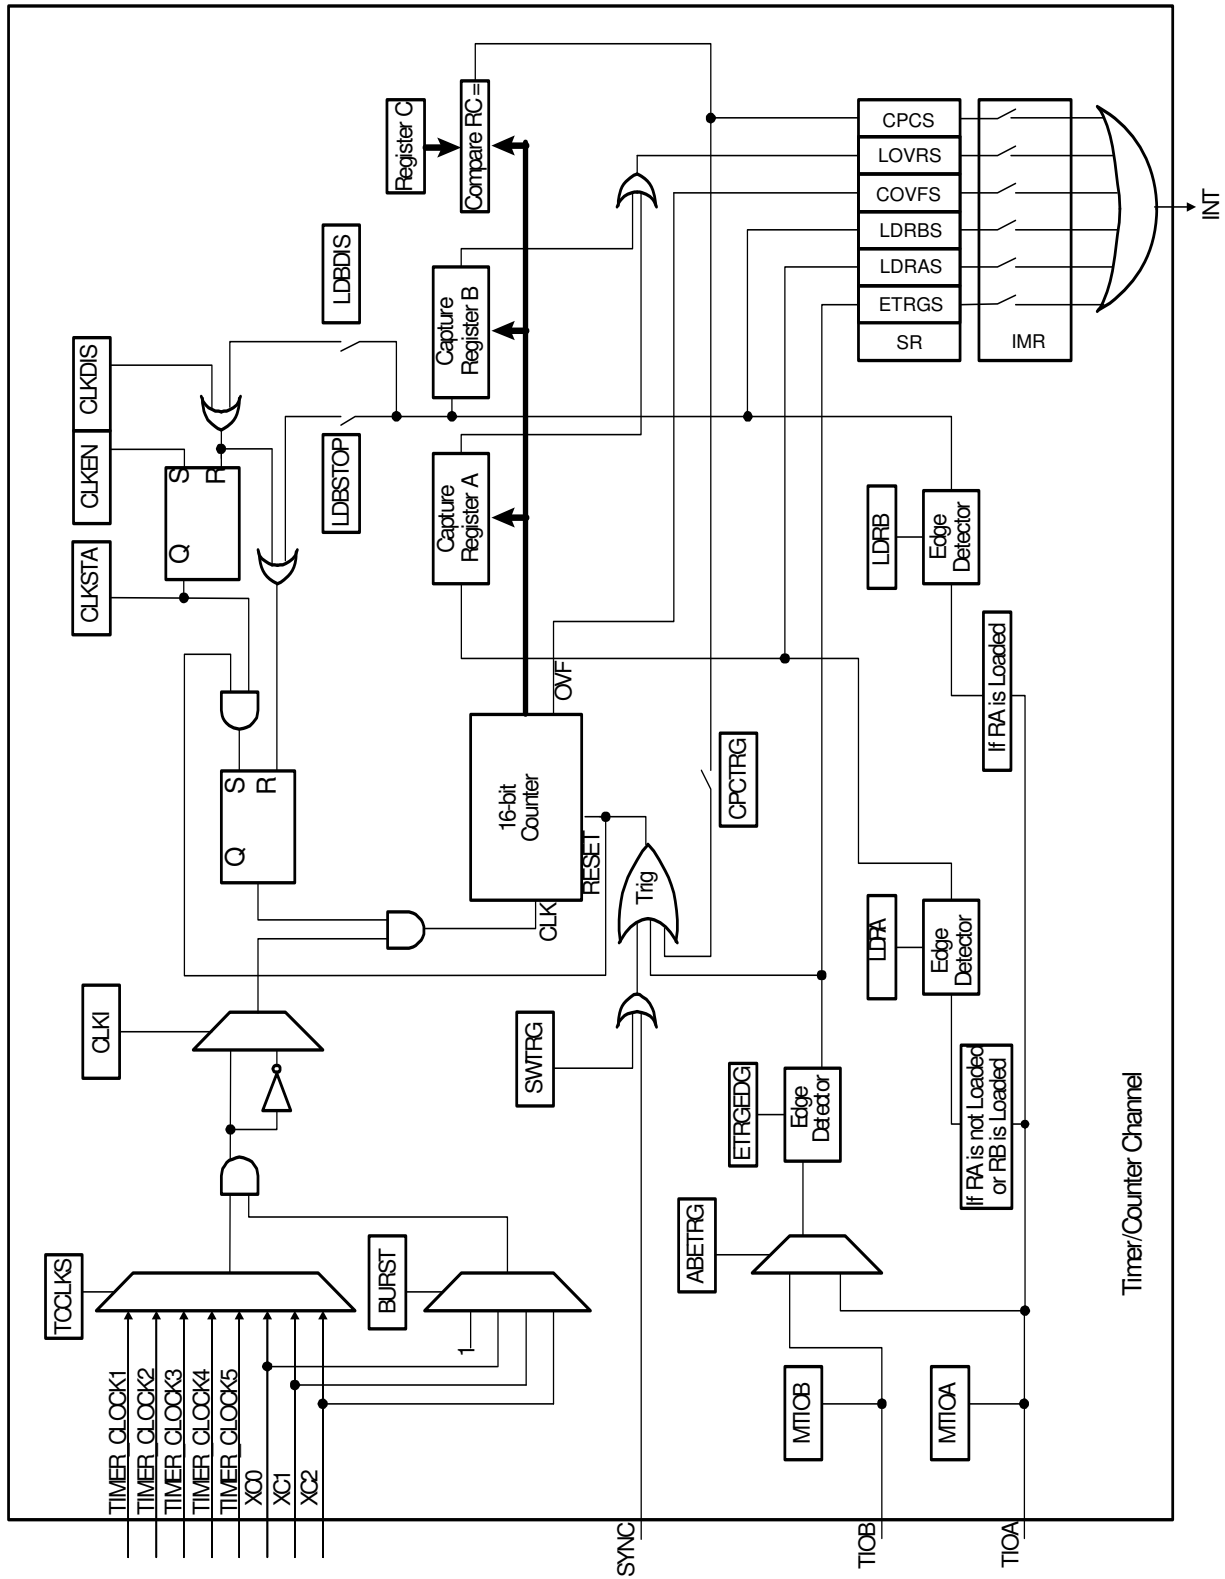 TCCLKS
TIMER_CLOCK1
TIMER_CLOCK2
TIMER_CLOCK3
TIMER_CLOCK4
TIMER_CLOCK5
XC0
XC1
XC2
BURST
1
CLKI
CLKSTA
CLKEN
CLKDIS
Q
S
R
Q
S
R
LDBSTOP
LDBDIS
Register C
Capture
Register A
Capture
Register B
Compare RC =
16-bit
Counter
CLK
OVF
RESET
SWTRG
SYNC
Trig
CPCTRG
ABETRG
ETRGEDG
Edge
Detector
MTIOB
TIOB
MTIOA
TIOA
LDRA
Edge
Detector
If RA is not Loaded
or RB is Loaded
LDRB
Edge
Detector
If RA is Loaded
CPCS
LOVRS
COVFS
LDRBS
LDRAS
ETRGS
SR
IMR
INT
Timer/Counter Channel